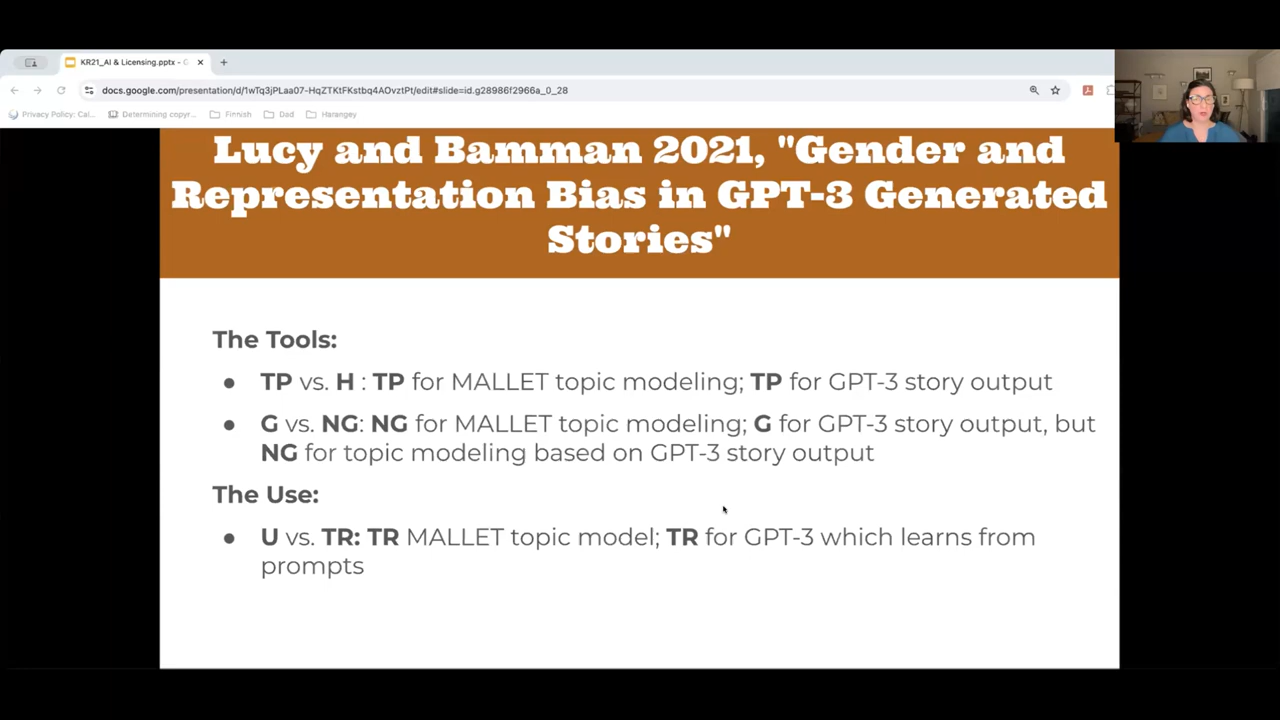 KR21_AI & Licensing.pptx - G
docs.google.com/presentation/d/1wTq3jPLaa07-HqZTKtFKstbq4AOvztPt/edit#slide=id.g28986f2966a_0_28
Privacy Policy: Cal...
Determining copyr...
Finnish
Dad
Harangey
Lucy and Bamman 2021, "Gender and
Representation Bias in GPT-3 Generated
Stories"
The Tools:
● TP vs. H : TP for MALLET topic modeling; TP for GPT-3 story output
● G vs. NG: NG for MALLET topic modeling; G for GPT-3 story output, but
NG for topic modeling based on GPT-3 story output
The Use:
● U vs. TR: TR MALLET topic model; TR for GPT-3 which learns from
prompts